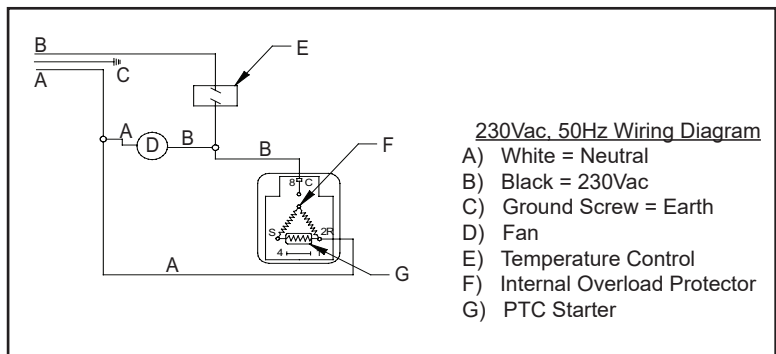 B
E
A
C
A
D
B
F
B
8
C
S
2R
4
1
A
G
230Vac, 50Hz Wiring Diagram
A) White = Neutral
B) Black = 230Vac
C) Ground Screw = Earth
D) Fan
E) Temperature Control
F) Internal Overload Protector
G) PTC Starter